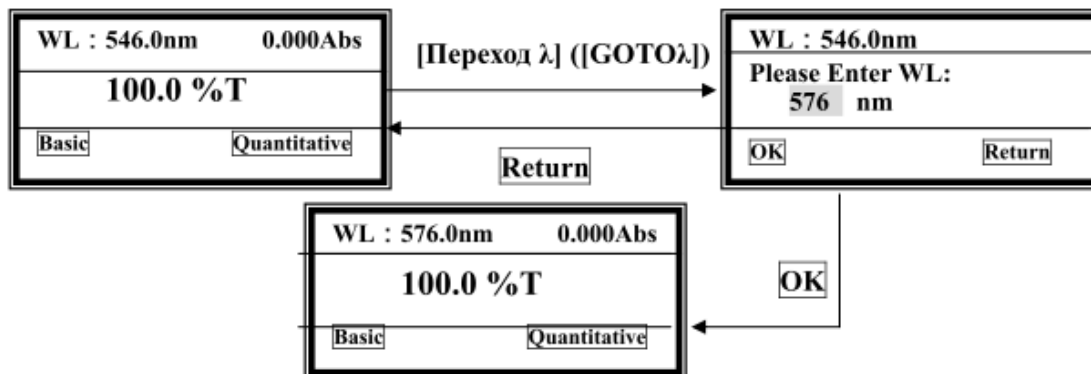 WL：546.0nm 0.000Abs
100.0 %T
Basic Quantitative
[Переход λ] ([GOTOλ])
Return
WL：546.0nm
Please Enter WL:
576 nm
OK Return
OK
WL：576.0nm 0.000Abs
100.0 %T
Basic Quantitative